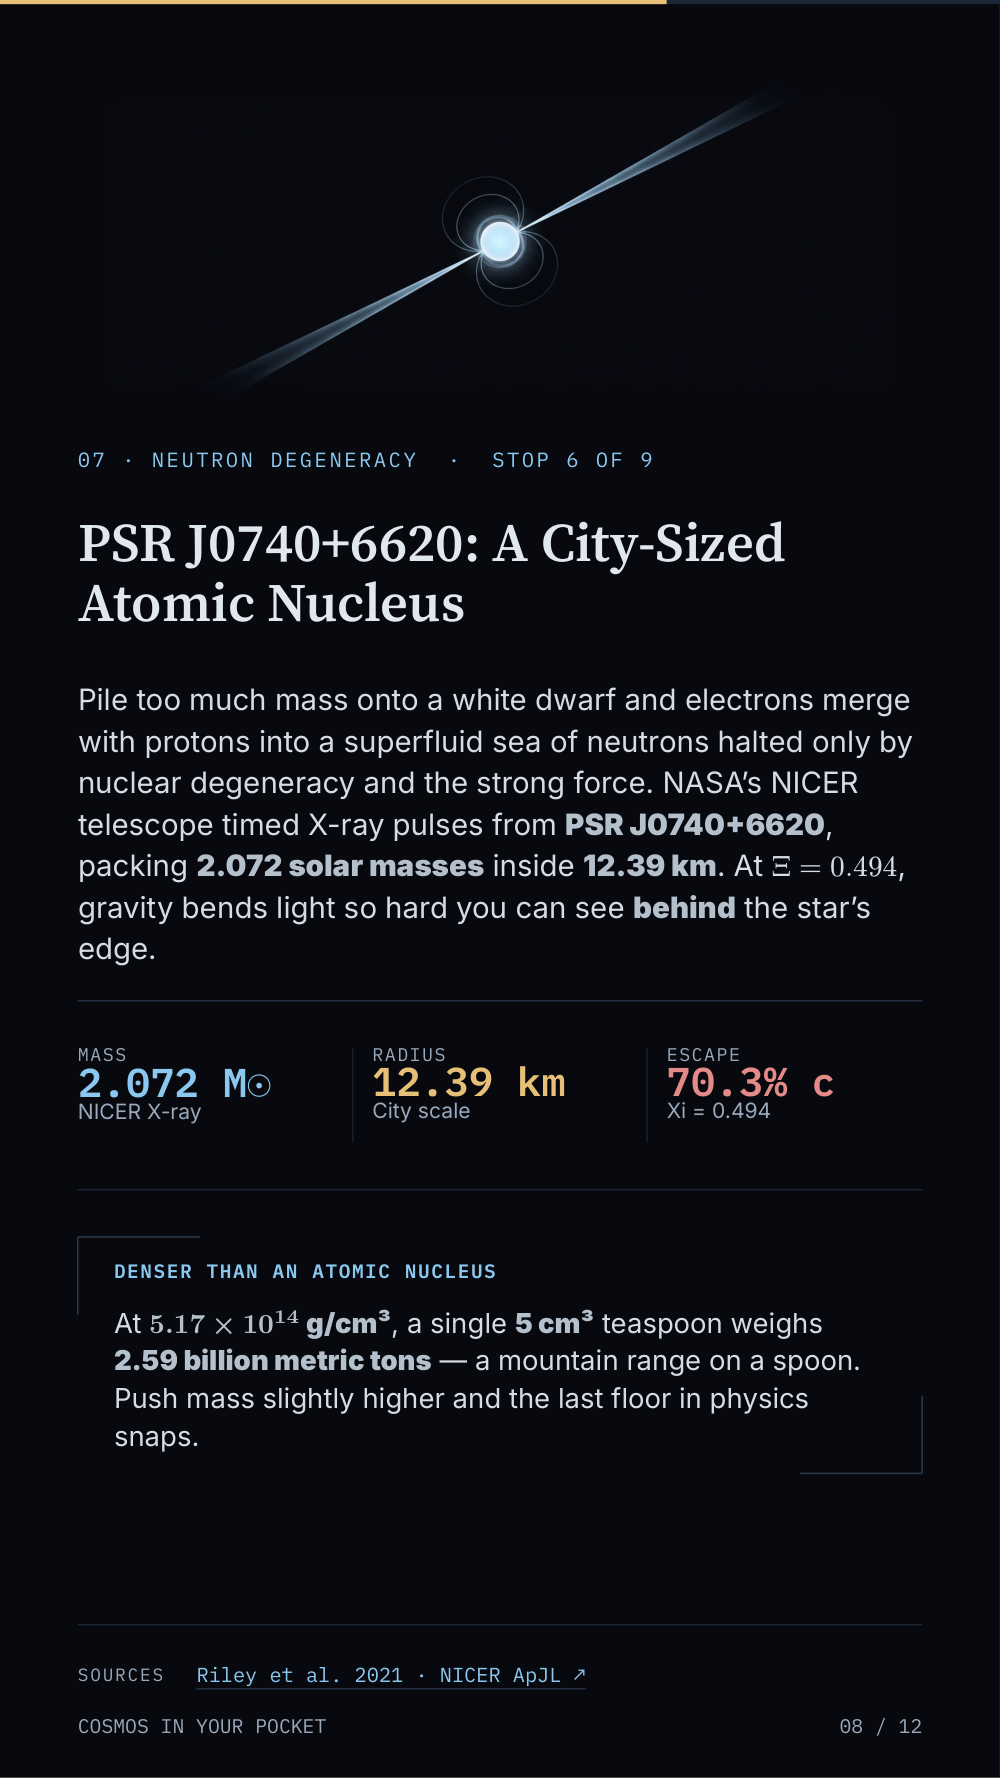 07 · NEUTRON DEGENERACY · STOP 6 OF 9
PSR J0740+6620: A City-Sized
Atomic Nucleus
Pile too much mass onto a white dwarf and electrons merge
with protons into a superfluid sea of neutrons halted only by
nuclear degeneracy and the strong force. NASA’s NICER
telescope timed X-ray pulses from PSR J0740+6620,
packing 2.072 solar masses inside 12.39 km. At Ξ = 0.494,
gravity bends light so hard you can see behind the star’s
edge.
MASS
2.072 M☉
NICER X-ray
RADIUS
12.39 km
City scale
ESCAPE
70.3% c
Xi = 0.494
DENSER THAN AN ATOMIC NUCLEUS
At 5.17 × 10¹⁴ g/cm³, a single 5 cm³ teaspoon weighs
2.59 billion metric tons — a mountain range on a spoon.
Push mass slightly higher and the last floor in physics
snaps.
SOURCES Riley et al. 2021 · NICER ApJL ↗
COSMOS IN YOUR POCKET 08 / 12